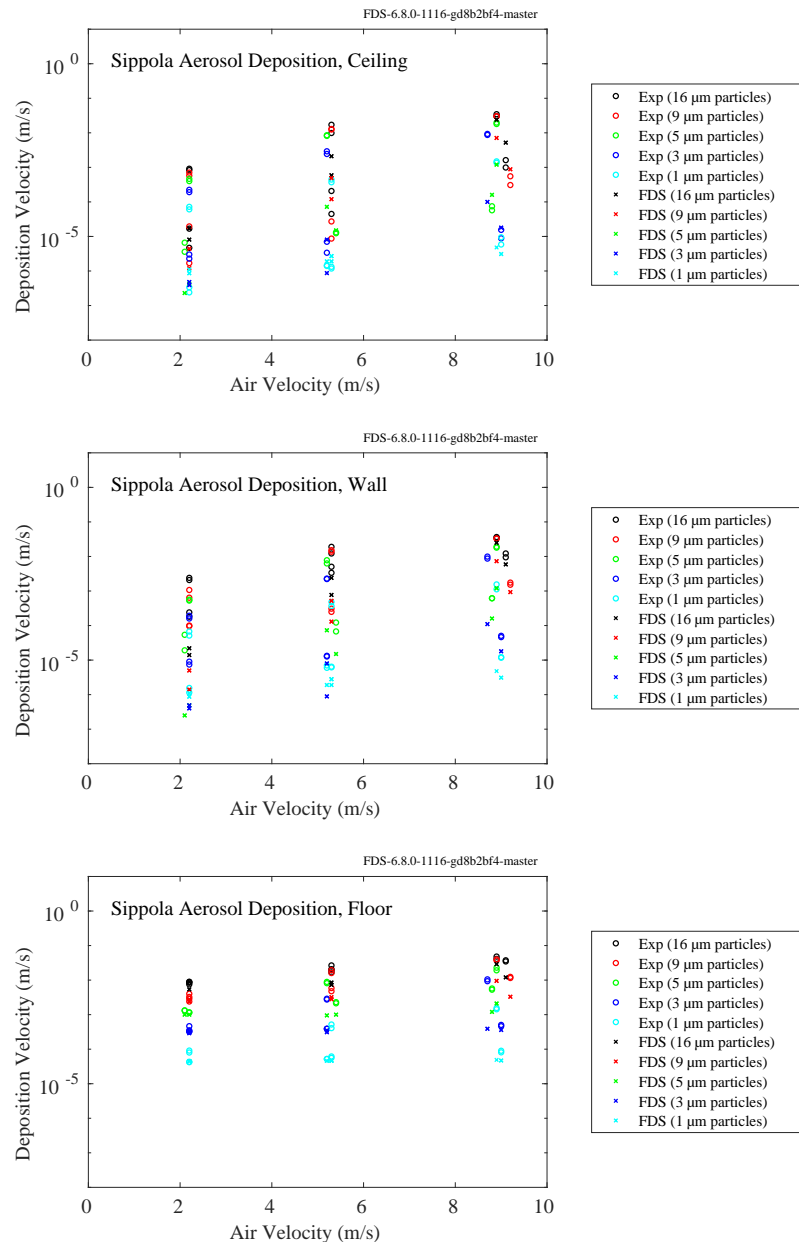 FDS-6.8.0-1116-gd8b2bf4-master
Sippola Aerosol Deposition, Ceiling
10^0
10^-5
Deposition Velocity (m/s)
0 2 4 6 8 10
Air Velocity (m/s)
Exp (16 µm particles)
Exp (9 µm particles)
Exp (5 µm particles)
Exp (3 µm particles)
Exp (1 µm particles)
FDS (16 µm particles)
FDS (9 µm particles)
FDS (5 µm particles)
FDS (3 µm particles)
FDS (1 µm particles)
FDS-6.8.0-1116-gd8b2bf4-master
Sippola Aerosol Deposition, Wall
10^0
10^-5
Deposition Velocity (m/s)
0 2 4 6 8 10
Air Velocity (m/s)
Exp (16 µm particles)
Exp (9 µm particles)
Exp (5 µm particles)
Exp (3 µm particles)
Exp (1 µm particles)
FDS (16 µm particles)
FDS (9 µm particles)
FDS (5 µm particles)
FDS (3 µm particles)
FDS (1 µm particles)
FDS-6.8.0-1116-gd8b2bf4-master
Sippola Aerosol Deposition, Floor
10^0
10^-5
Deposition Velocity (m/s)
0 2 4 6 8 10
Air Velocity (m/s)
Exp (16 µm particles)
Exp (9 µm particles)
Exp (5 µm particles)
Exp (3 µm particles)
Exp (1 µm particles)
FDS (16 µm particles)
FDS (9 µm particles)
FDS (5 µm particles)
FDS (3 µm particles)
FDS (1 µm particles)